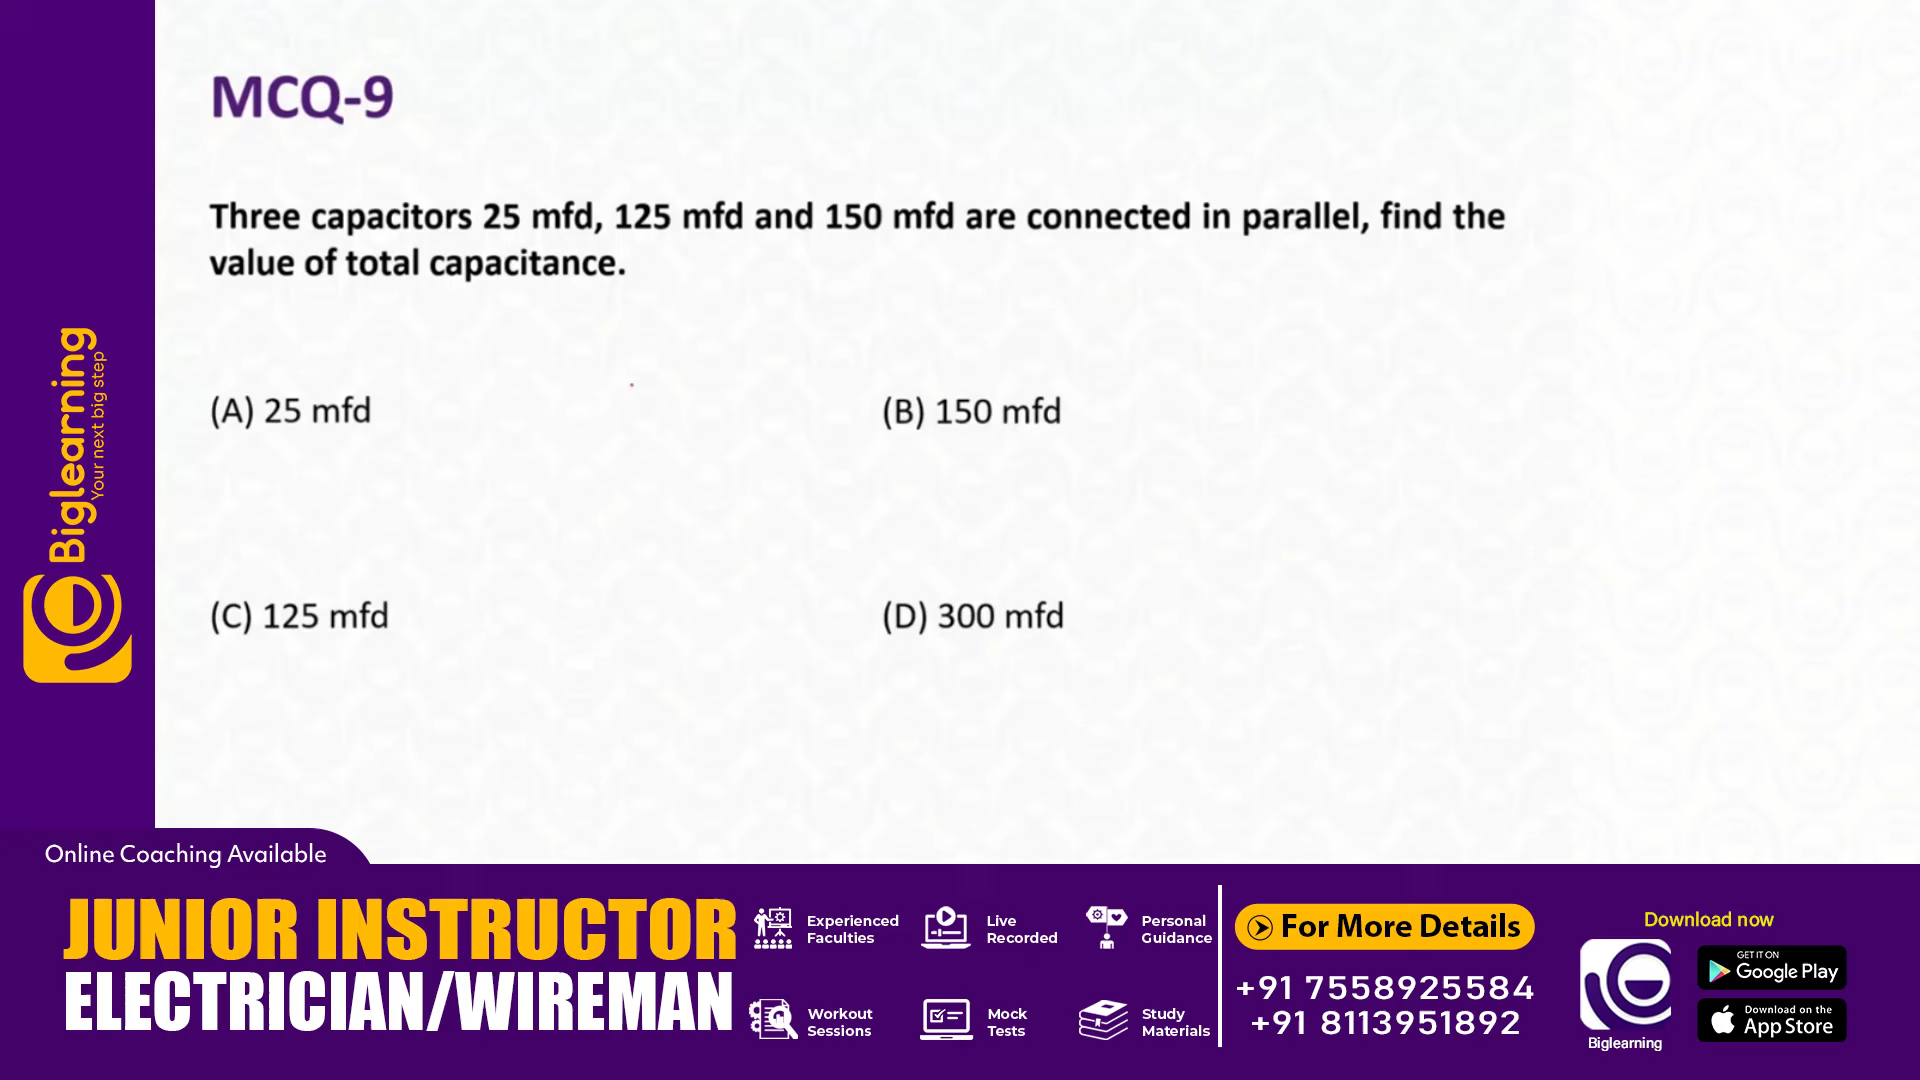 MCQ-9
Three capacitors 25 mfd, 125 mfd and 150 mfd are connected in parallel, find the
value of total capacitance.
(A) 25 mfd
(B) 150 mfd
(C) 125 mfd
(D) 300 mfd
Biglearning
Your next big step
Online Coaching Available
JUNIOR INSTRUCTOR
ELECTRICIAN/WIREMAN
Experienced
Faculties
Live
Recorded
Personal
Guidance
Workout
Sessions
Mock
Tests
Study
Materials
For More Details
+91 7558925584
+91 8113951892
Download now
Biglearning
GET IT ON
Google Play
Download on the
App Store